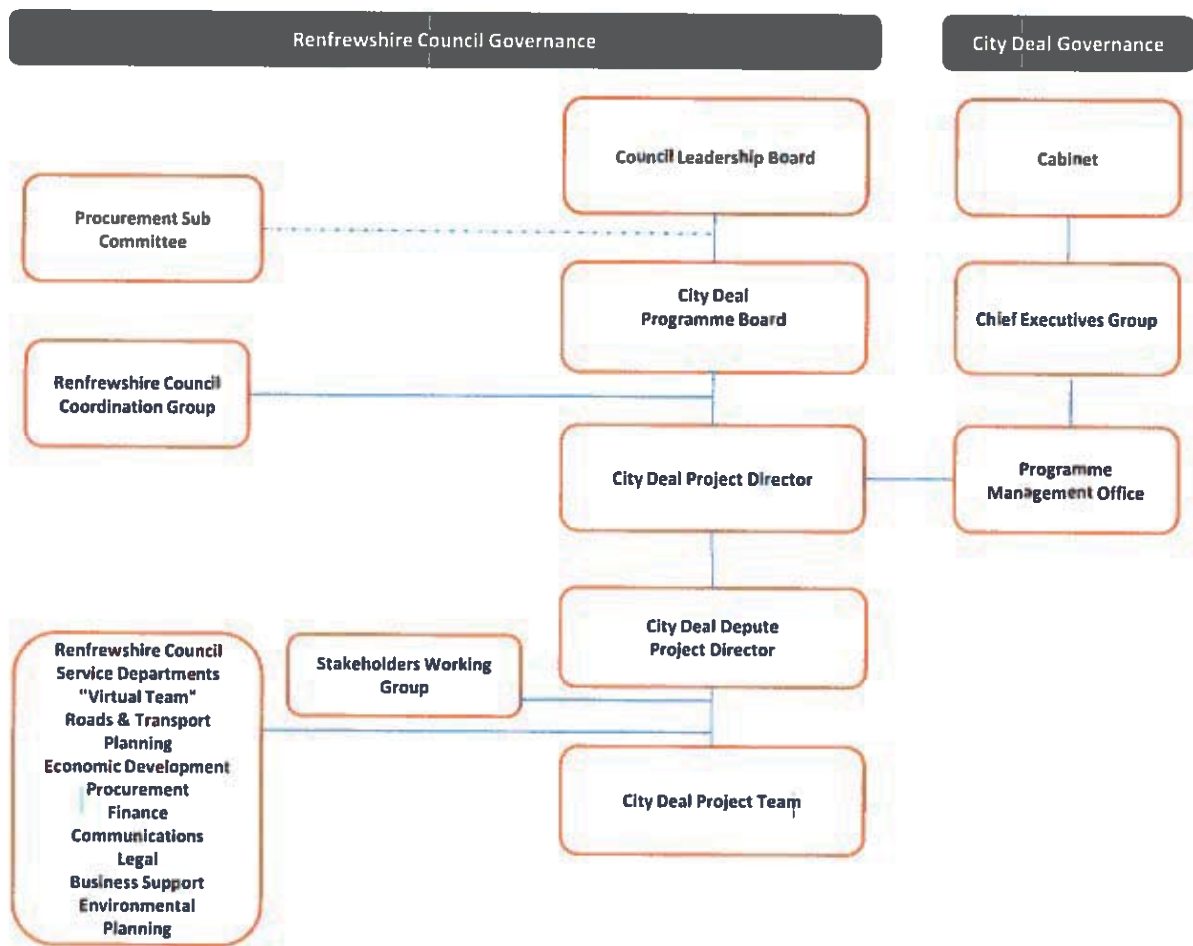 Renfrewshire Council Governance
City Deal Governance
Council Leadership Board
Cabinet
Procurement Sub
Committee
City Deal
Programme Board
Chief Executives Group
Renfrewshire Council
Coordination Group
City Deal Project Director
Programme
Management Office
City Deal Depute
Project Director
Stakeholders Working
Group
Renfrewshire Council
Service Departments
"Virtual Team"
Roads & Transport
Planning
Economic Development
Procurement
Finance
Communications
Legal
Business Support
Environmental
Planning
City Deal Project Team